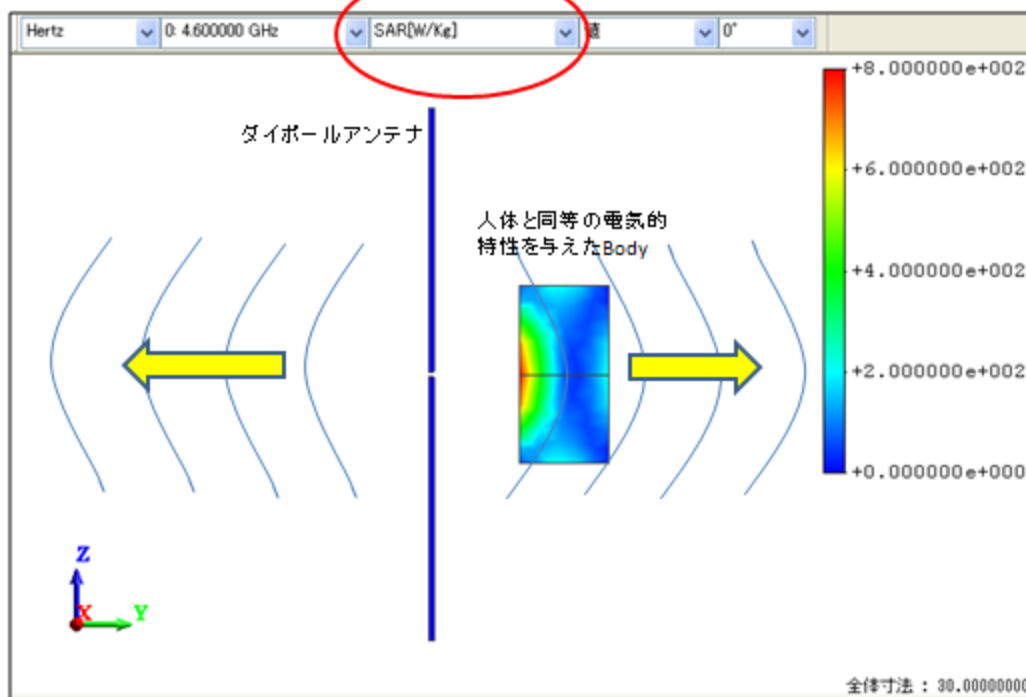 Hertz 0: 4.600000 GHz SAR[W/Kg] 値 0°
+8.000000e+002
ダイポールアンテナ
+6.000000e+002
人体と同等の電気的
特性を与えたBody
+4.000000e+002
+2.000000e+002
+0.000000e+000
Z
X Y
全体寸法 : 30.00000000